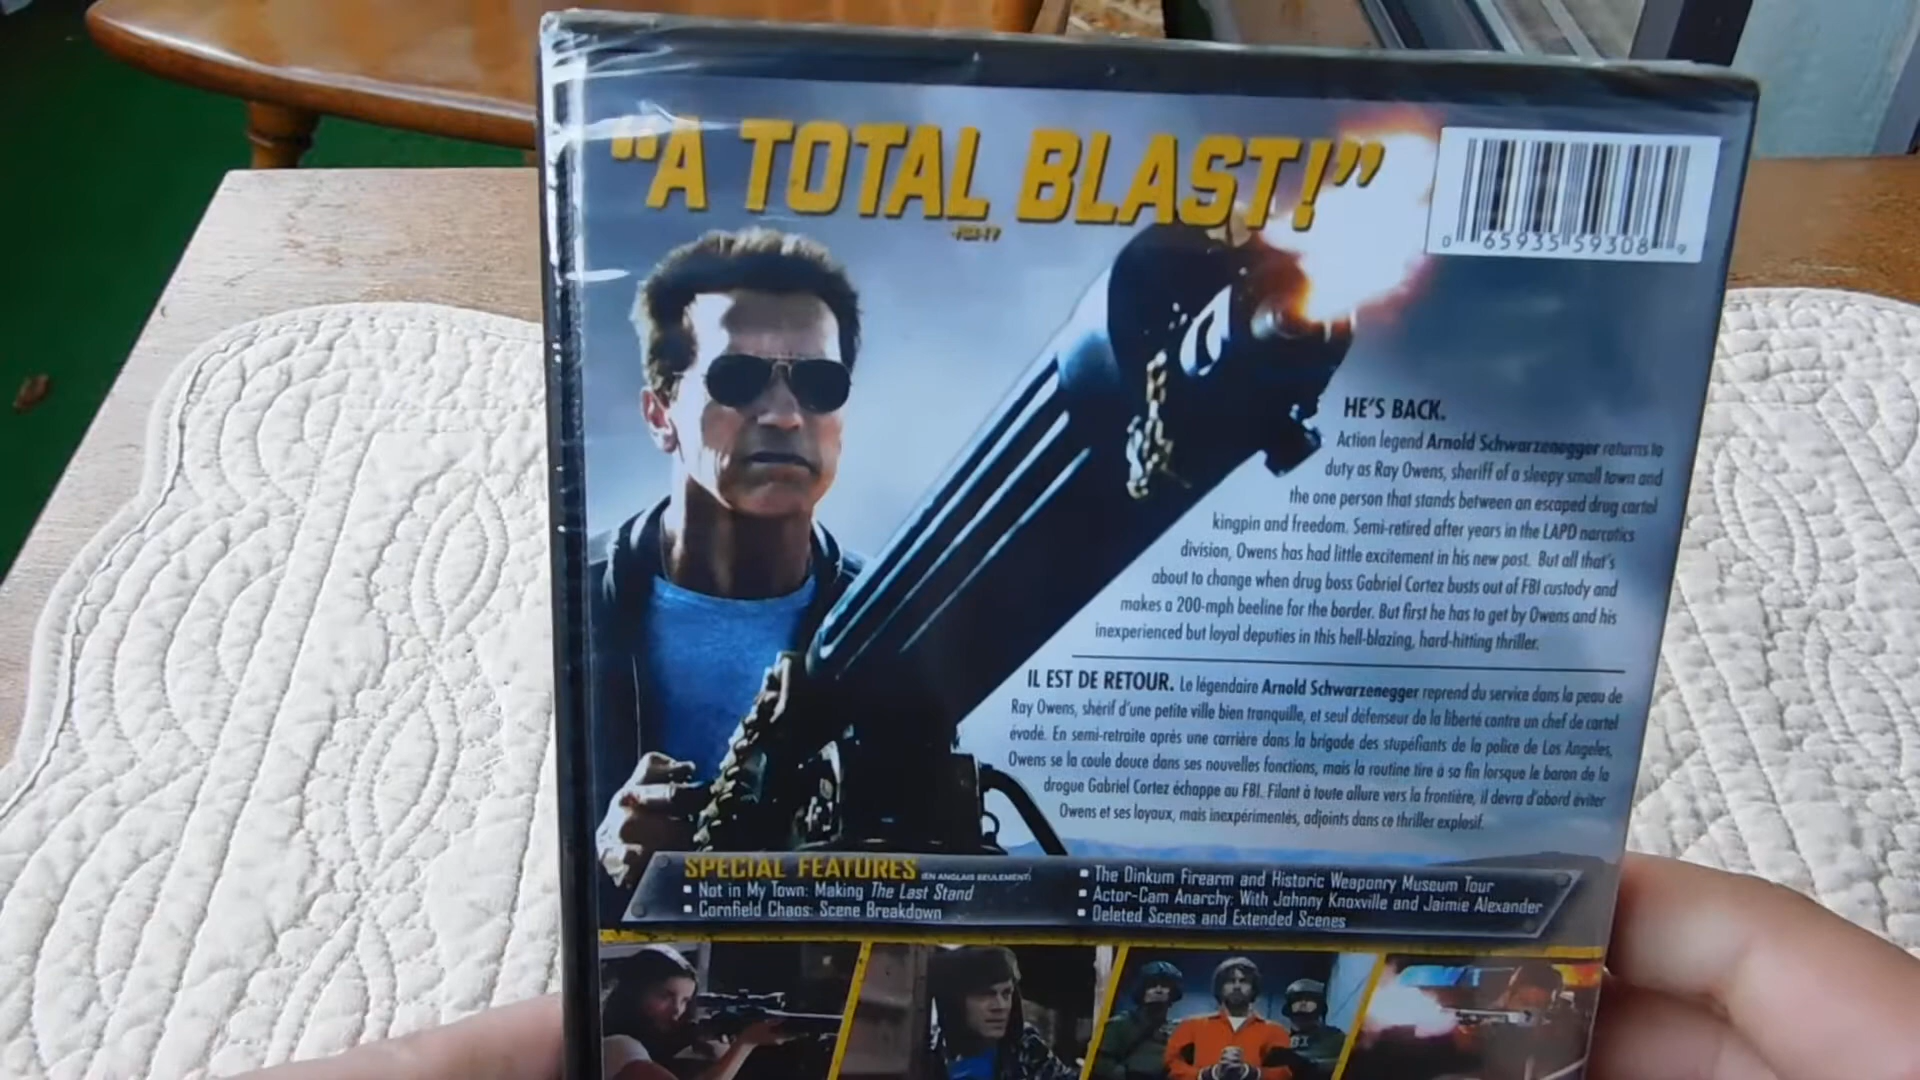 "A TOTAL BLAST!"
-FOX-TV
0 65935 59308 9
HE'S BACK.
Action legend Arnold Schwarzenegger returns to
duty as Ray Owens, sheriff of a sleepy small town and
the one person that stands between an escaped drug cartel
kingpin and freedom. Semi-retired after years in the LAPD narcotics
division, Owens has had little excitement in his new post. But all that's
about to change when drug boss Gabriel Cortez busts out of FBI custody and
makes a 200-mph beeline for the border. But first he has to get by Owens and his
inexperienced but loyal deputies in this hell-blazing, hard-hitting thriller.
IL EST DE RETOUR. Le légendaire Arnold Schwarzenegger reprend du service dans la peau de
Ray Owens, shérif d'une petite ville bien tranquille, et seul défenseur de la liberté contre un chef de cartel
évadé. En semi-retraite après une carrière dans la brigade des stupéfiants de la police de Los Angeles,
Owens se la coule douce dans ses nouvelles fonctions, mais la routine tire à sa fin lorsque le baron de la
drogue Gabriel Cortez échappe au FBI. Filant à toute allure vers la frontière, il devra d'abord éviter
Owens et ses loyaux, mais inexpérimentés, adjoints dans ce thriller explosif.
SPECIAL FEATURES (EN ANGLAIS SEULEMENT)
▪ Not in My Town: Making The Last Stand
▪ Cornfield Chaos: Scene Breakdown
▪ The Dinkum Firearm and Historic Weaponry Museum Tour
▪ Actor-Cam Anarchy: With Johnny Knoxville and Jaimie Alexander
▪ Deleted Scenes and Extended Scenes